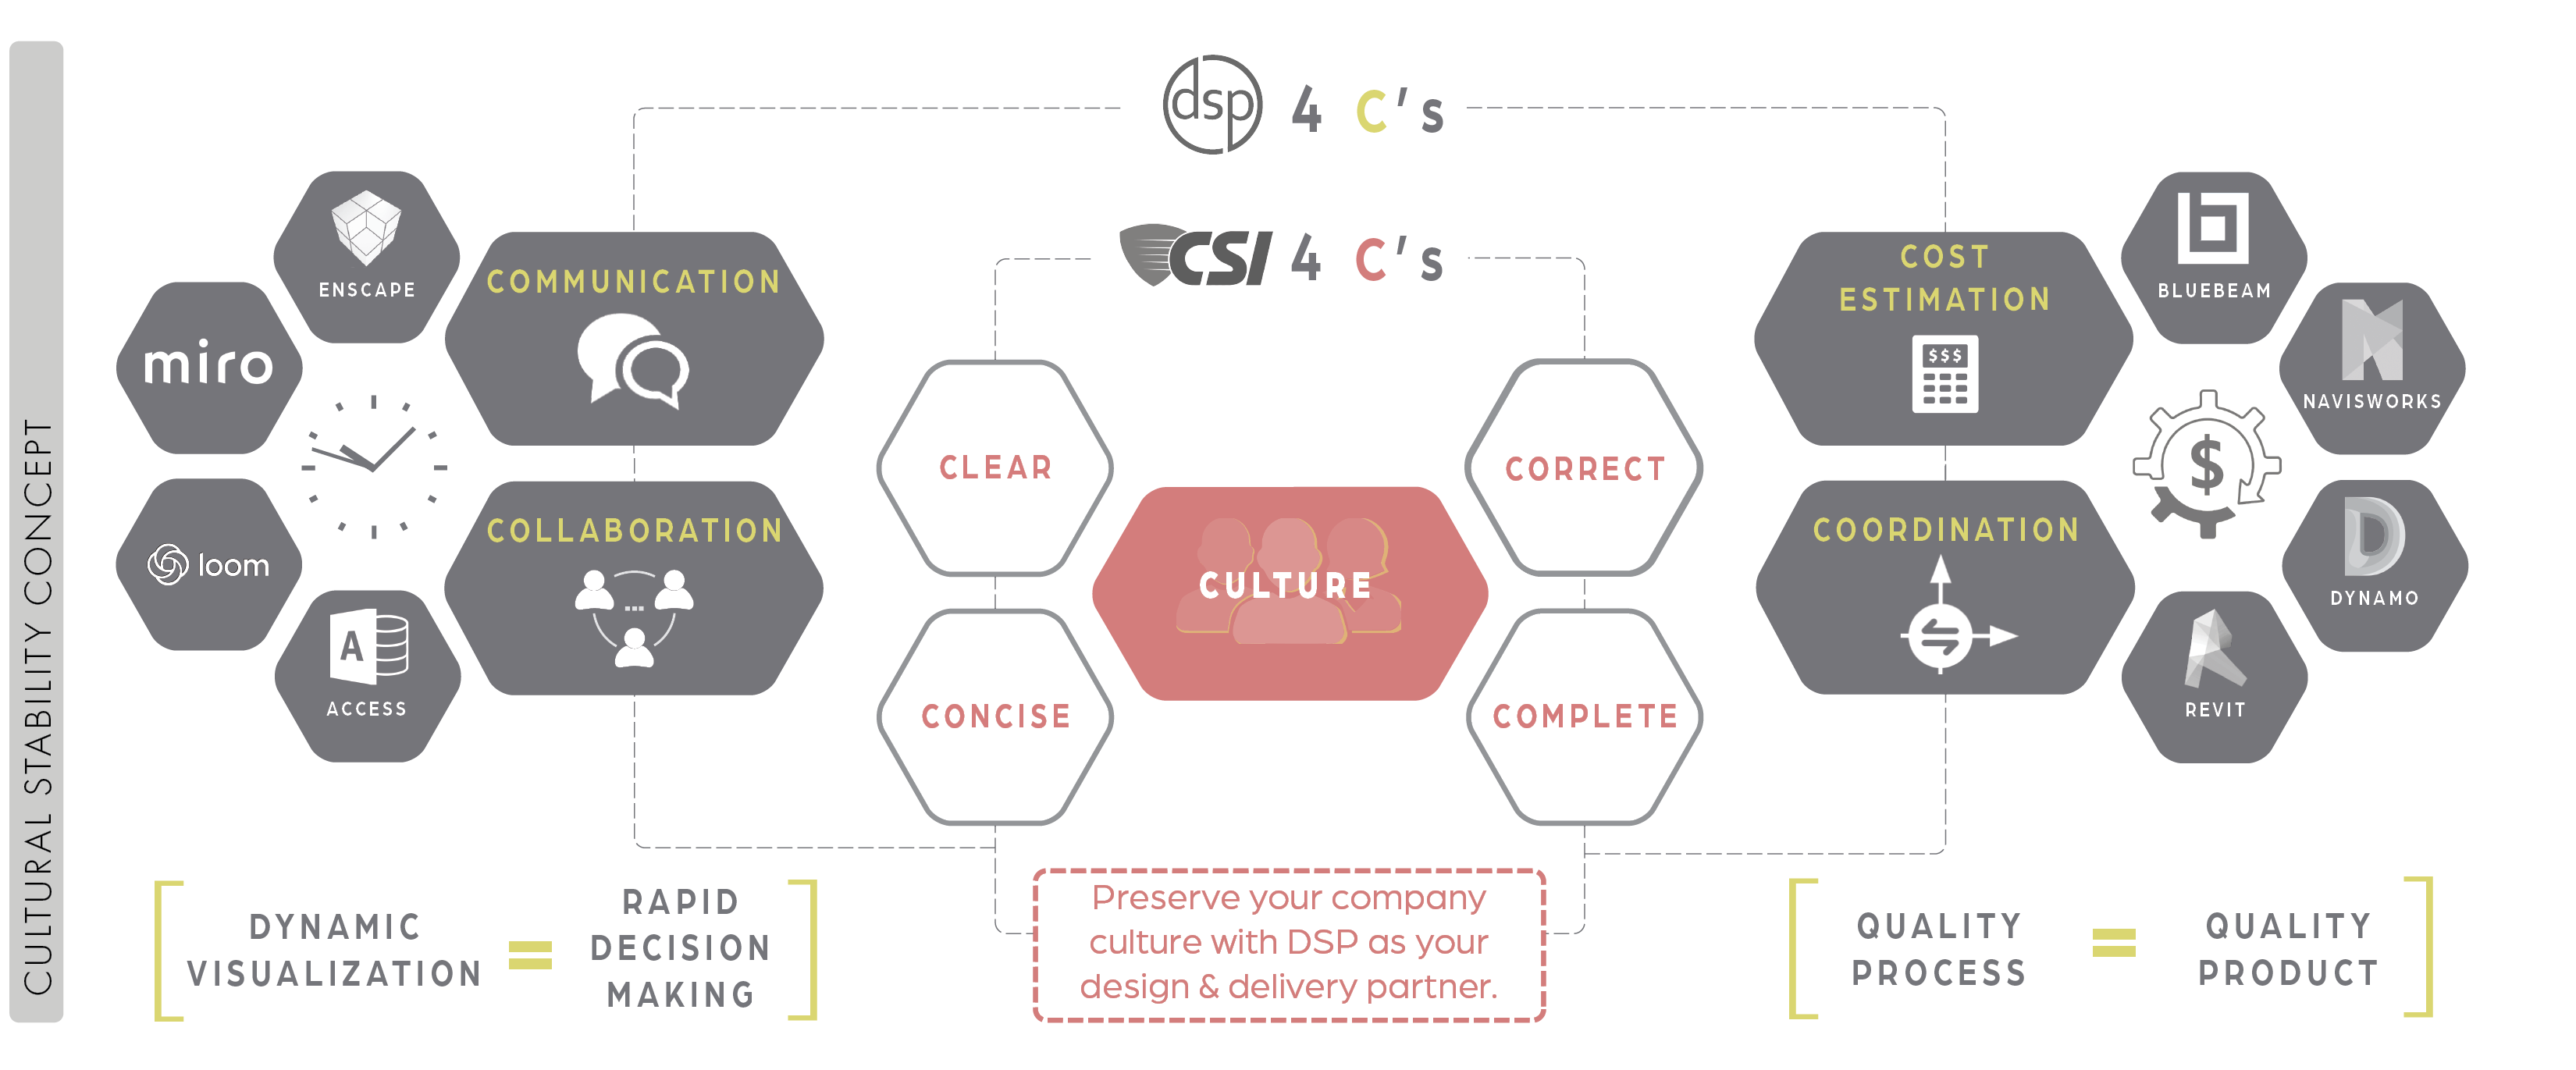 CULTURAL STABILITY CONCEPT
dsp 4 C's
CSI 4 C's
ENSCAPE
miro
loom
A
ACCESS
COMMUNICATION
COLLABORATION
...
CLEAR
CONCISE
CULTURE
CORRECT
COMPLETE
COST
ESTIMATION
$$$
COORDINATION
BLUEBEAM
NAVISWORKS
$
DYNAMO
REVIT
DYNAMIC
VISUALIZATION
=
RAPID
DECISION
MAKING
Preserve your company
culture with DSP as your
design & delivery partner.
QUALITY
PROCESS
=
QUALITY
PRODUCT